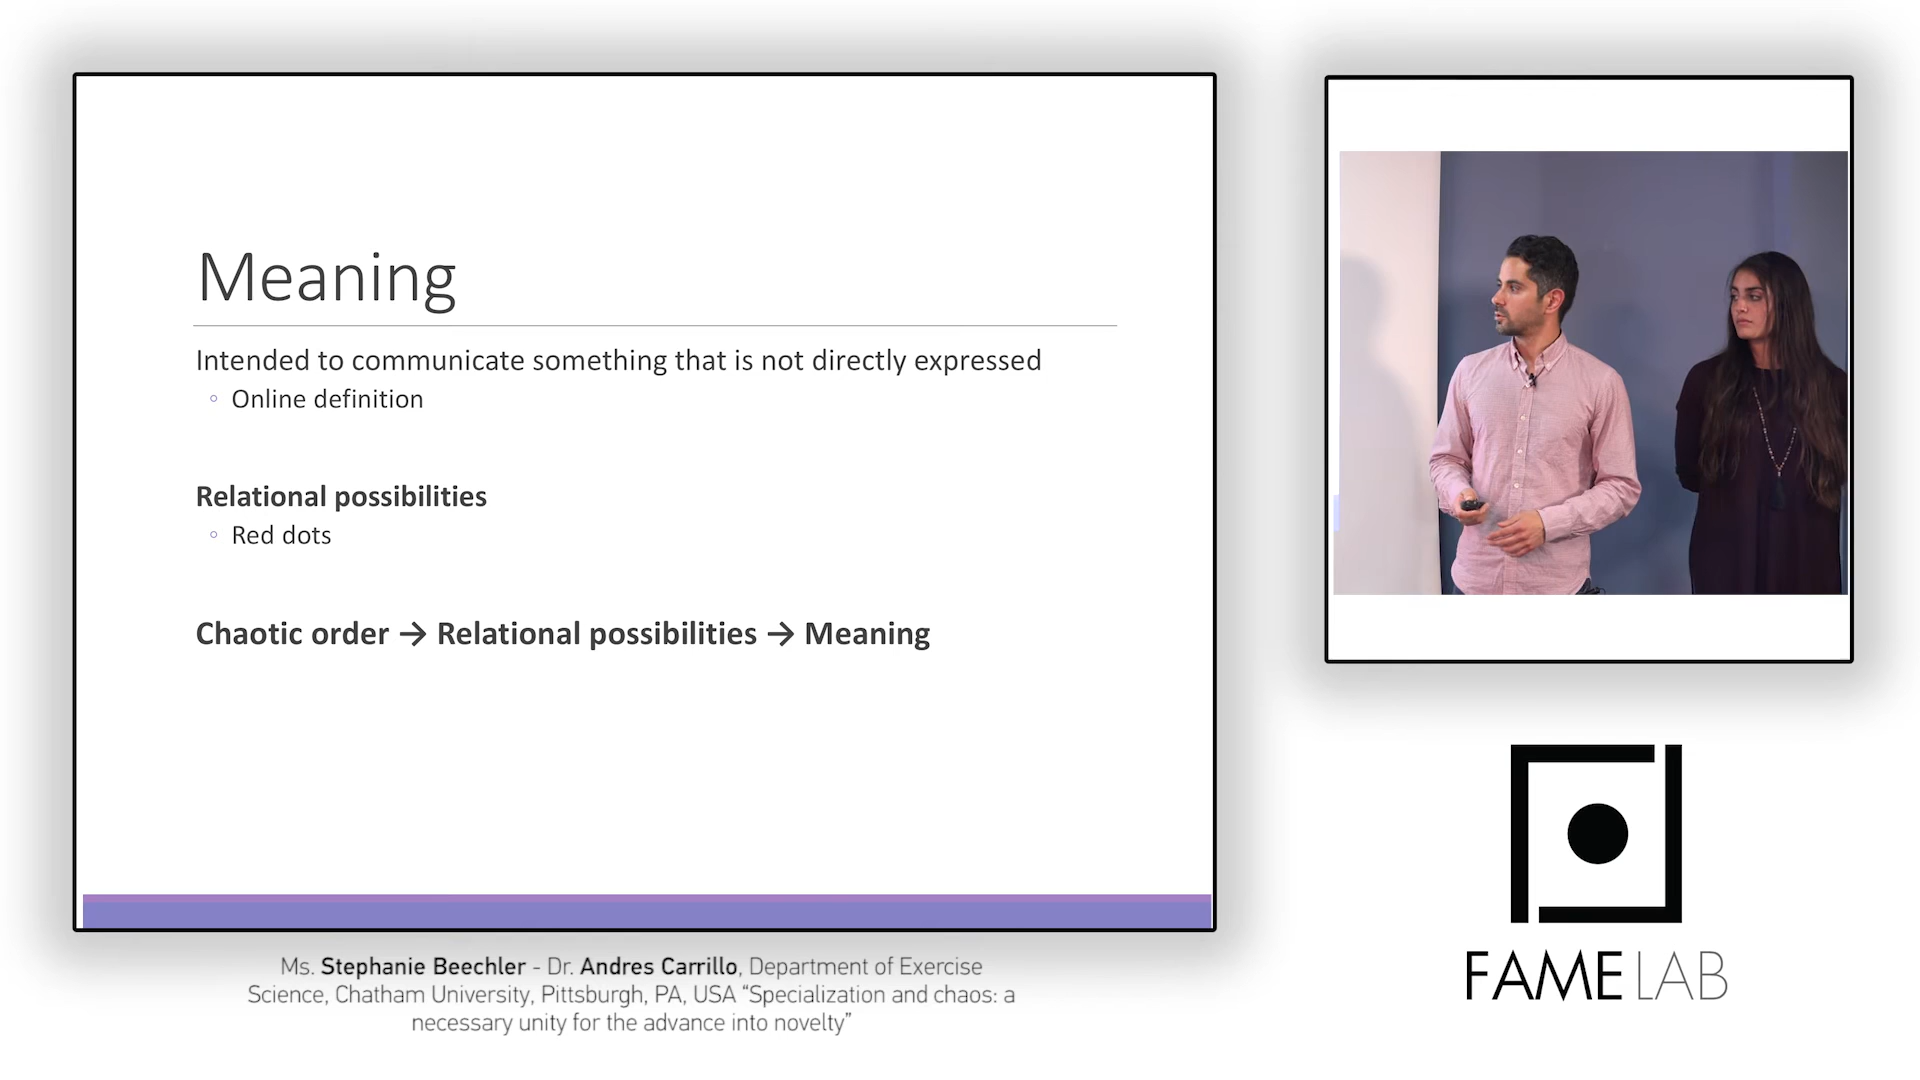 Meaning
Intended to communicate something that is not directly expressed
◦ Online definition
Relational possibilities
◦ Red dots
Chaotic order → Relational possibilities → Meaning
Ms. Stephanie Beechler - Dr. Andres Carrillo, Department of Exercise
Science, Chatham University, Pittsburgh, PA, USA “Specialization and chaos: a
necessary unity for the advance into novelty”
FAME LAB